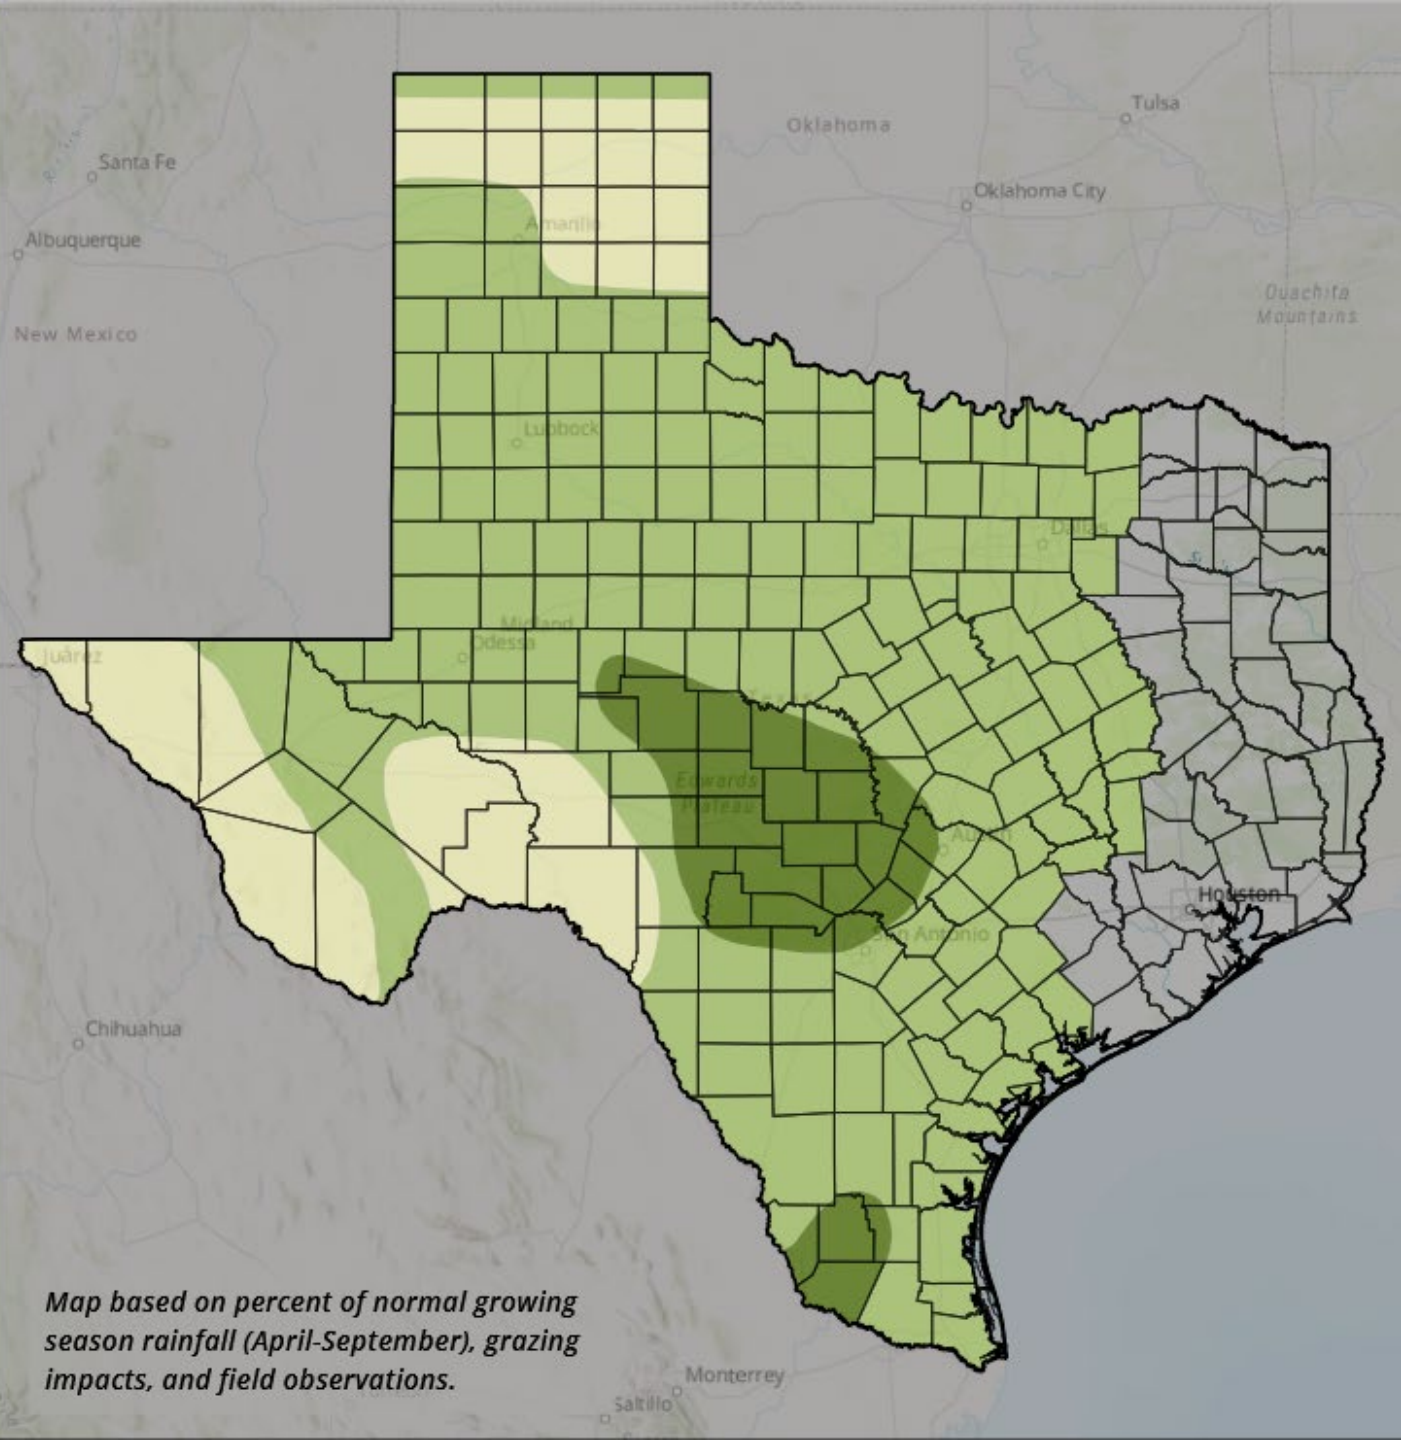 Tulsa
Oklahoma
Santa Fe
Oklahoma City
Amarillo
Albuquerque
Ouachita
Mountains
New Mexico
Lubbock
Dallas
Midland
Odessa
Juárez
Texas
Edwards
Plateau
Austin
Houston
San Antonio
Chihuahua
Map based on percent of normal growing
season rainfall (April-September), grazing
impacts, and field observations.
Monterrey
Saltillo